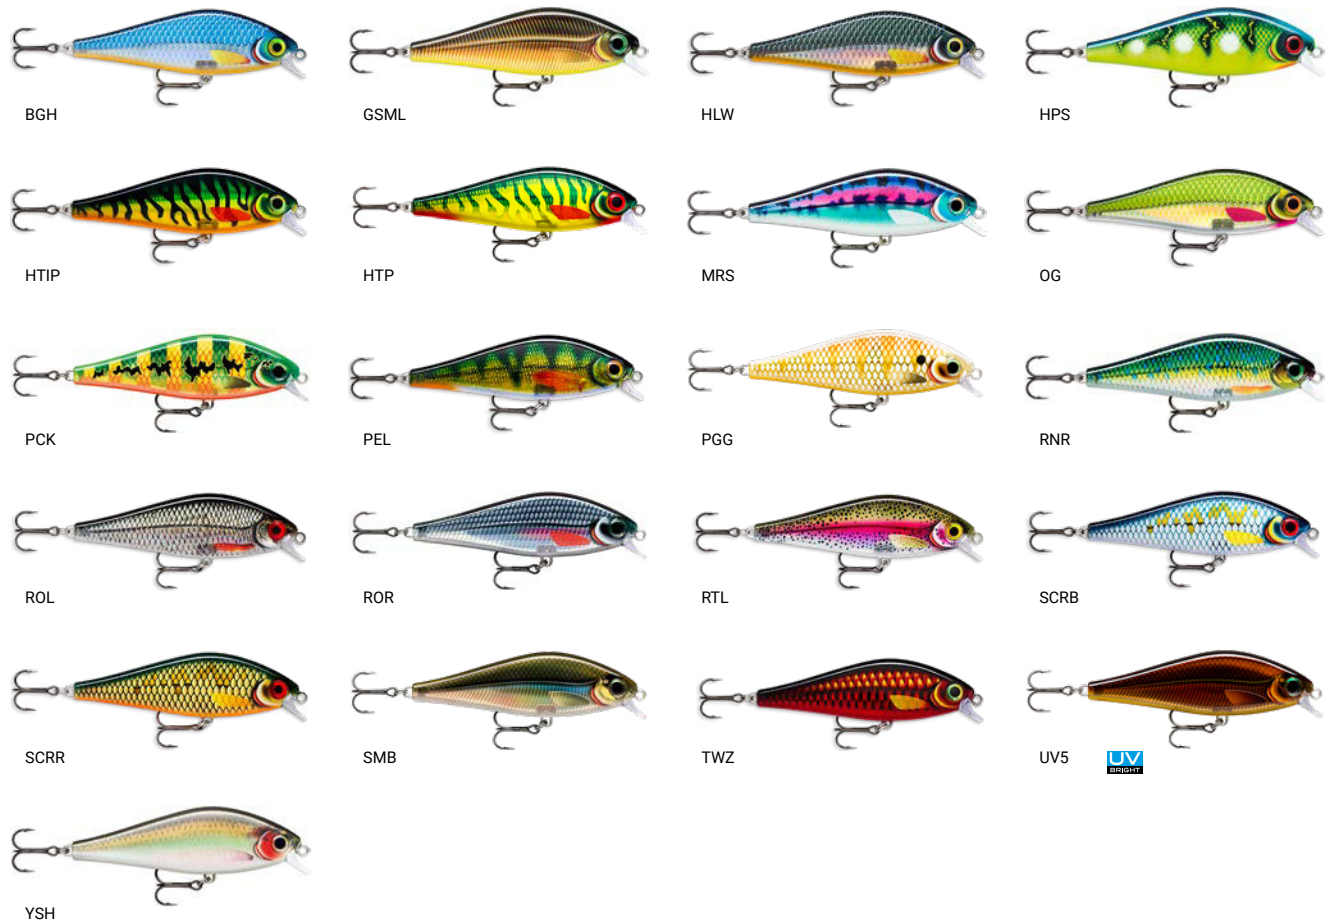 BGH
GSML
HLW
HPS
HTIP
HTP
MRS
OG
PCK
PEL
PGG
RNR
ROL
ROR
RTL
SCRB
SCRR
SMB
TWZ
UV5
UV
BRIGHT
YSH